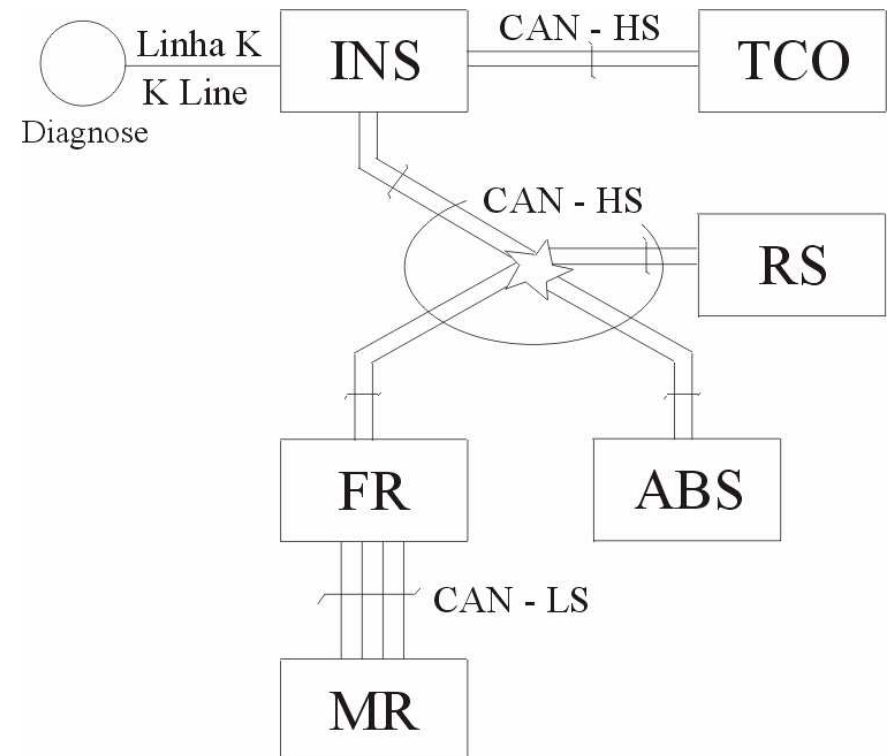 Linha K
K Line
Diagnose
INS
CAN - HS
TCO
CAN - HS
RS
FR
ABS
CAN - LS
MR